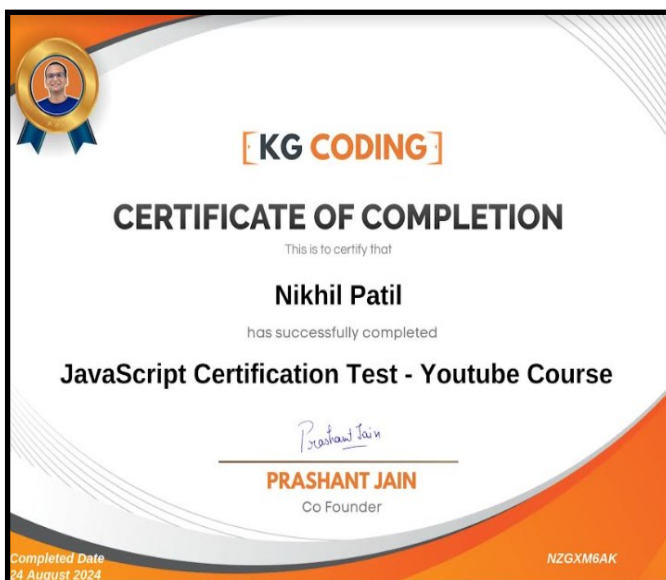 [KG CODING]
CERTIFICATE OF COMPLETION
This is to certify that
Nikhil Patil
has successfully completed
JavaScript Certification Test - Youtube Course
Prashant Jain
PRASHANT JAIN
Co Founder
Completed Date
24 August 2024
NZGXM6AK